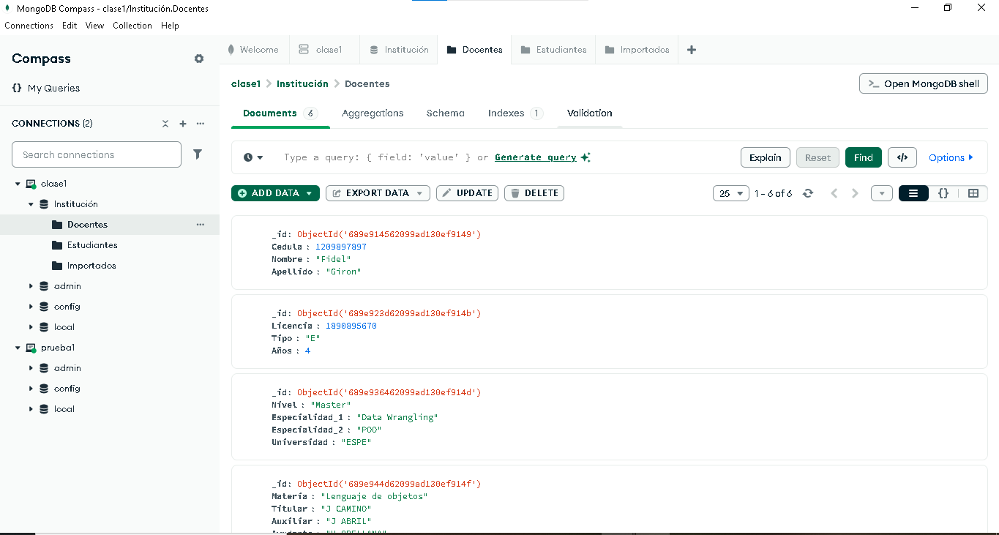 MongoDB Compass - clase1/Institución.Docentes
Connections Edit View Collection Help
Compass
My Queries
CONNECTIONS (2)
Search connections
clase1
Institución
Docentes
Estudiantes
Importados
admin
config
local
prueba1
admin
config
local
Welcome clase1 Institución Docentes Estudiantes Importados
clase1 > Institución > Docentes
>_ Open MongoDB shell
Documents 6 Aggregations Schema Indexes 1 Validation
Type a query: { field: 'value' } or Generate query
Explain Reset Find </> Options
ADD DATA EXPORT DATA UPDATE DELETE
25 1 - 6 of 6 {}
_id: ObjectId('689e914562099ad130ef9149')
Cedula : 1209897897
Nombre : "Fidel"
Apellido : "Giron"
_id: ObjectId('689e923d62099ad130ef914b')
Licencia : 1890895670
Tipo : "E"
Años : 4
_id: ObjectId('689e936462099ad130ef914d')
Nivel : "Master"
Especialidad_1 : "Data Wrangling"
Especialidad_2 : "POO"
Universidad : "ESPE"
_id: ObjectId('689e944d62099ad130ef914f')
Materia : "Lenguaje de objetos"
Titular : "J CAMINO"
Auxiliar : "J ABRIL"